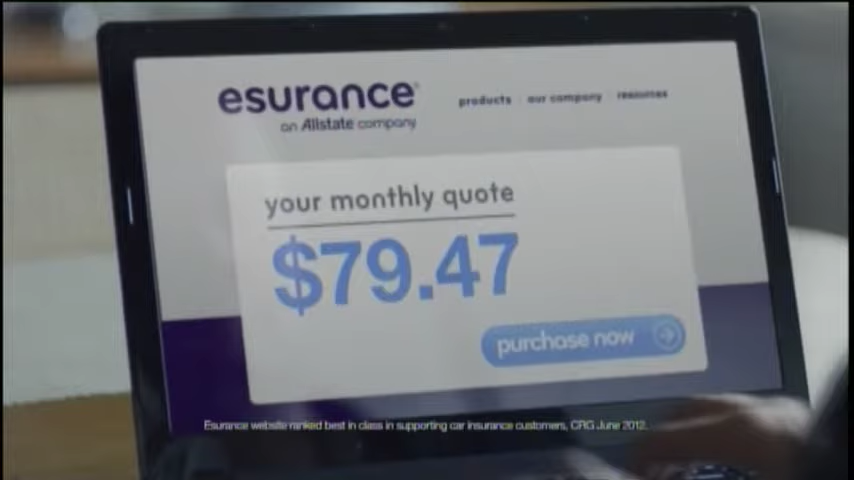 esurance
an Allstate company
products our company resources
your monthly quote
$79.47
purchase now
Esurance website ranked best in class in supporting car insurance customers, CRG June 2012.